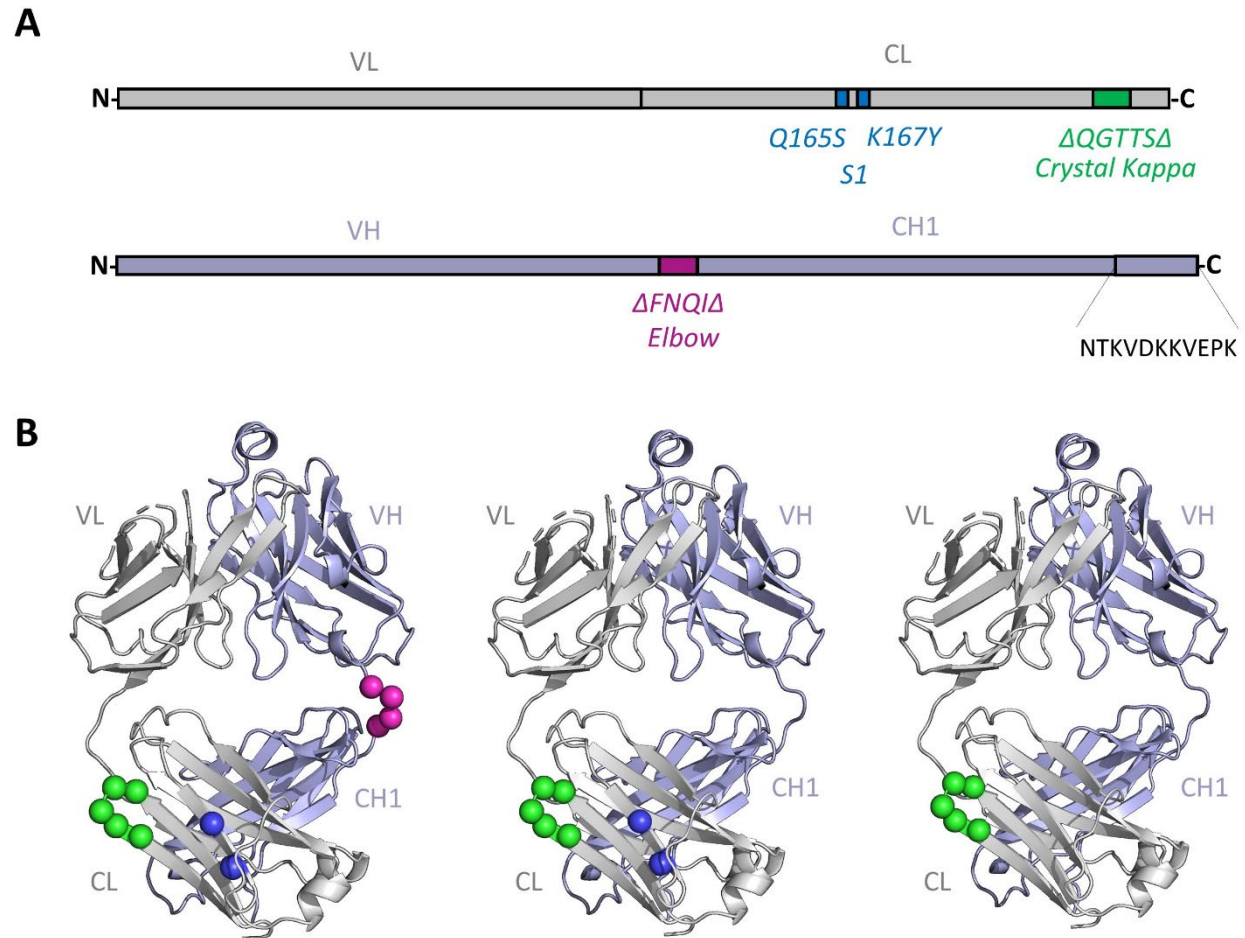 A
VL
CL
N-
-C
Q165S
K167Y
ΔQGTTSΔ
S1
Crystal Kappa
VH
CH1
N-
-C
ΔFNQIΔ
Elbow
NTKVDKKVEPK
B
VL
VH
VL
VH
VL
VH
CH1
CH1
CH1
CL
CL
CL